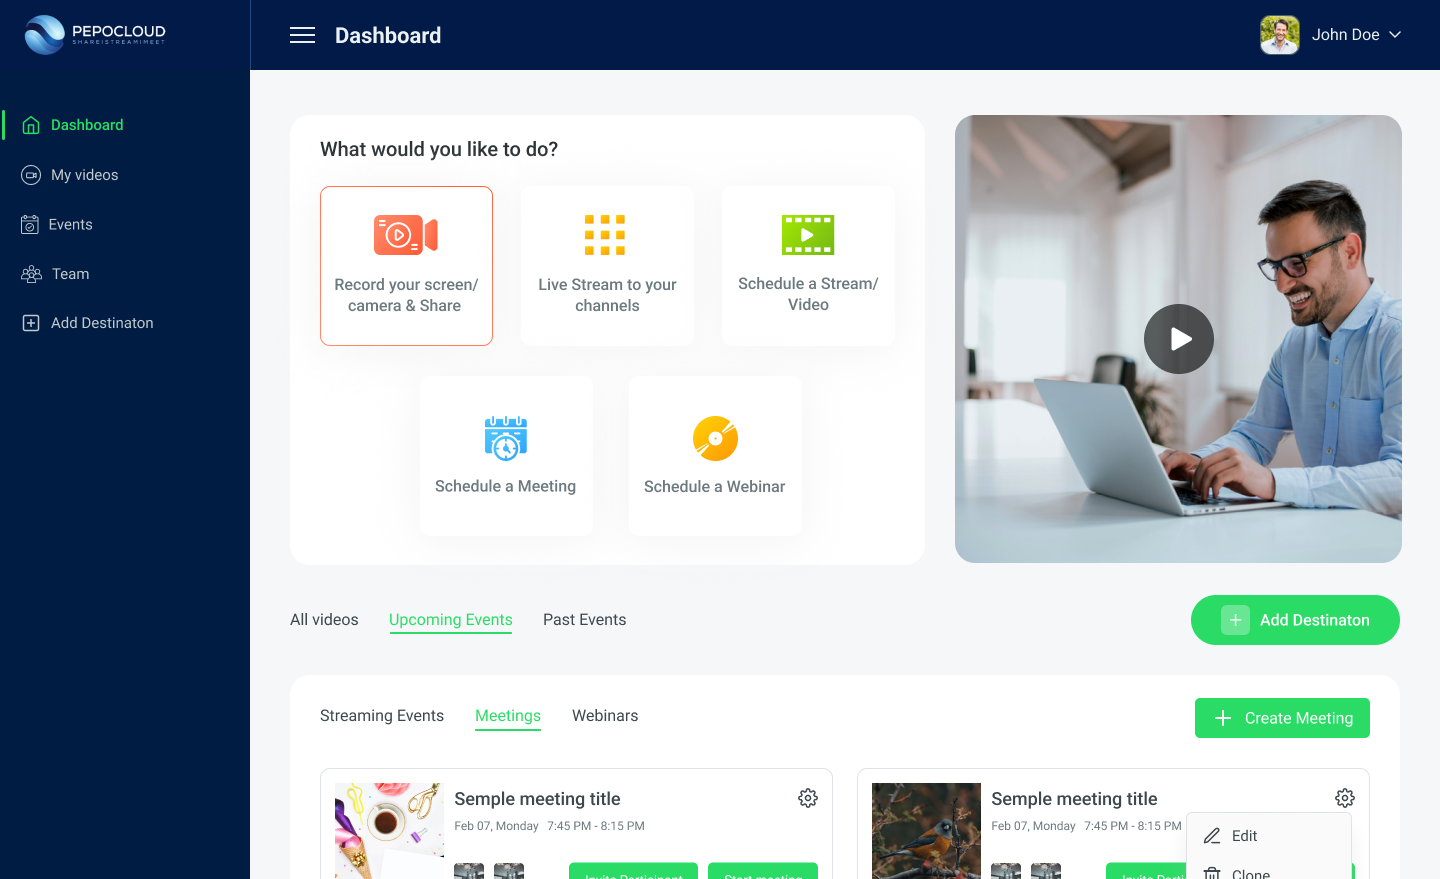 PEPOCLOUD
SHARE|STREAM|MEET
Dashboard
John Doe
Dashboard
My videos
Events
Team
Add Destinaton
What would you like to do?
Record your screen/
camera & Share
Live Stream to your
channels
Schedule a Stream/
Video
Schedule a Meeting
Schedule a Webinar
All videos
Upcoming Events
Past Events
Add Destinaton
Streaming Events
Meetings
Webinars
Create Meeting
Semple meeting title
Feb 07, Monday 7:45 PM - 8:15 PM
Invite Participant
Start meeting
Semple meeting title
Feb 07, Monday 7:45 PM - 8:15 PM
Edit
Clone